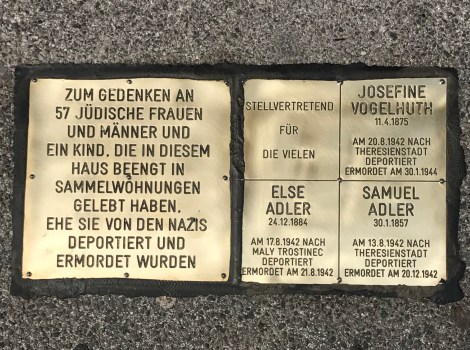 ZUM GEDENKEN AN
57 JÜDISCHE FRAUEN
UND MÄNNER UND
EIN KIND, DIE IN DIESEM
HAUS BEENGT IN
SAMMELWOHNUNGEN
GELEBT HABEN,
EHE SIE VON DEN NAZIS
DEPORTIERT UND
ERMORDET WURDEN
STELLVERTRETEND
FÜR
DIE VIELEN
JOSEFINE
VOGELHUTH
11.4.1875
AM 20.8.1942 NACH
THERESIENSTADT
DEPORTIERT
ERMORDET AM 30.1.1944
ELSE
ADLER
24.12.1884
AM 17.8.1942 NACH
MALY TROSTINEC
DEPORTIERT
ERMORDET AM 21.8.1942
SAMUEL
ADLER
30.1.1857
AM 13.8.1942 NACH
THERESIENSTADT
DEPORTIERT
ERMORDET AM 20.12.1942